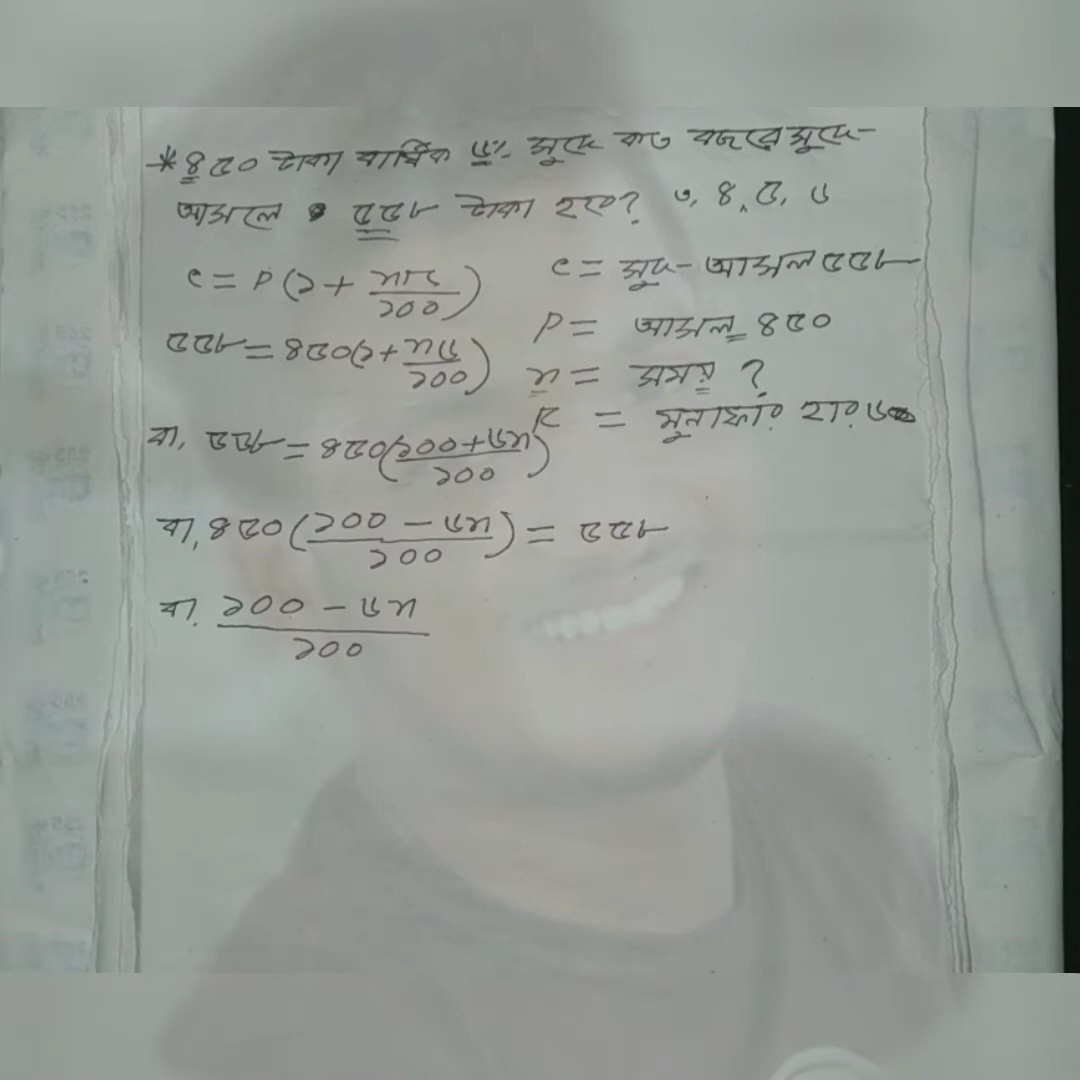 *৪৫০ টাকা বার্ষিক ৬% সুদে কত বছরে সুদে-
আসলে ৫৫৮ টাকা হবে? ৩, ৪, ৫, ৬
c = p(১ + nr/১০০) c = সুদ-আসল ৫৫৮
p = আসল = ৪৫০
৫৫৮ = ৪৫০(১ + ৬n/১০০) n = সময় ?
r = মুনাফার হার ৬
বা, ৫৫৮ = ৪৫০(১০০+৬n/১০০)
বা, ৪৫০(১০০ - ৬n/১০০) = ৫৫৮
বা, ১০০ - ৬n/১০০